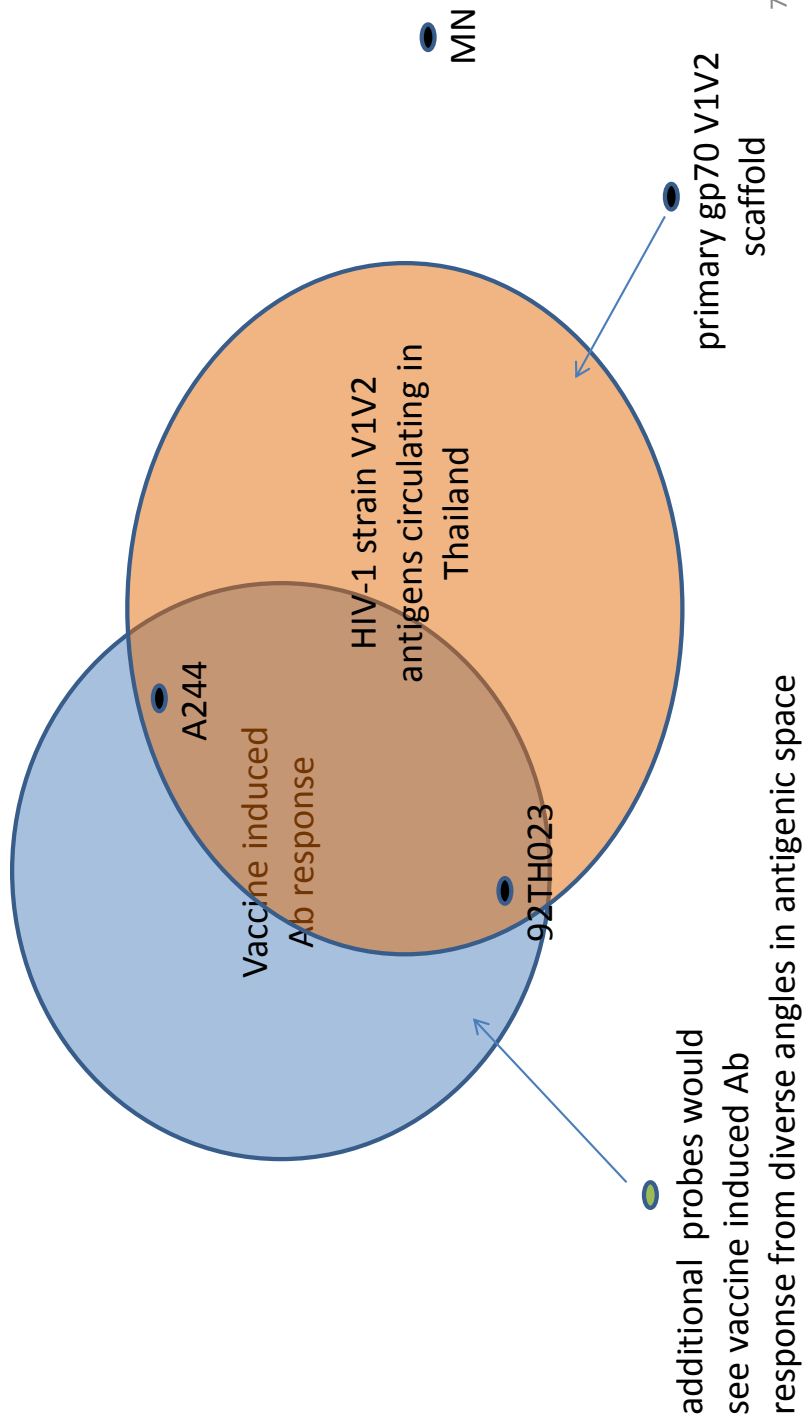 A244
Vaccine induced
Ab response
92TH023
HIV-1 strain V1V2
antigens circulating in
Thailand
MN
primary gp70 V1V2
scaffold
additional probes would
see vaccine induced Ab
response from diverse angles in antigenic space
7